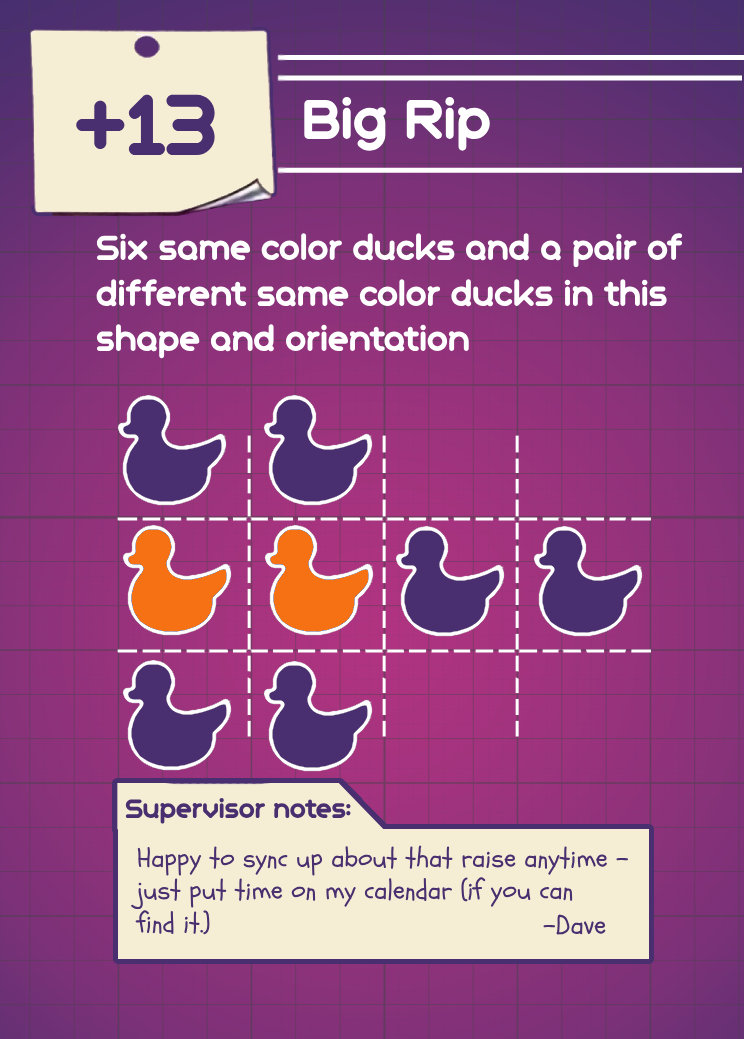 +13
Big Rip
Six same color ducks and a pair of
different same color ducks in this
shape and orientation
Supervisor notes:
Happy to sync up about that raise anytime –
just put time on my calendar (if you can
find it.) –Dave